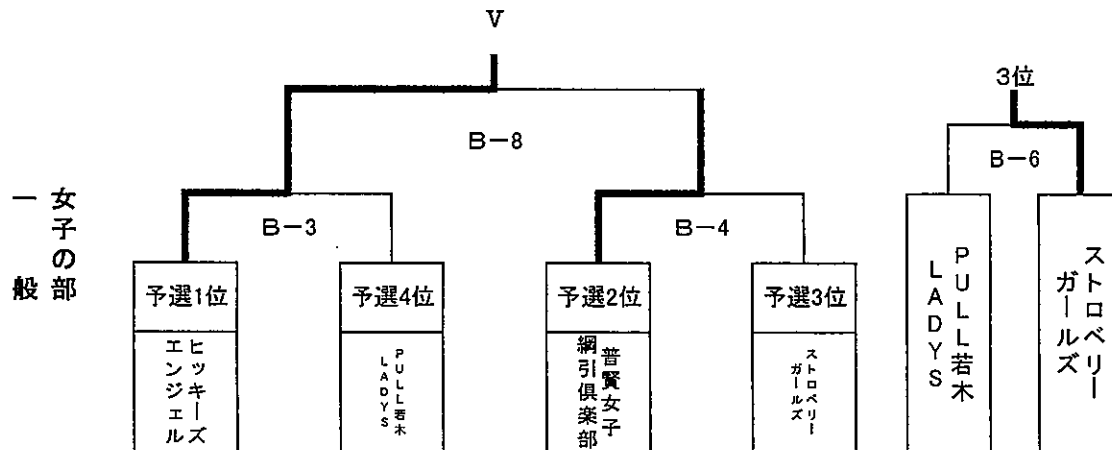 V
3位
B-8
B-6
一般
女子の部
B-3
B-4
予選1位
予選4位
予選2位
予選3位
ヒッキーズ
エンジェル
PULL若木
LADYS
普賢女子
綱引倶楽部
ストロベリー
ガールズ
PULL若木
LADYS
ストロベリー
ガールズ